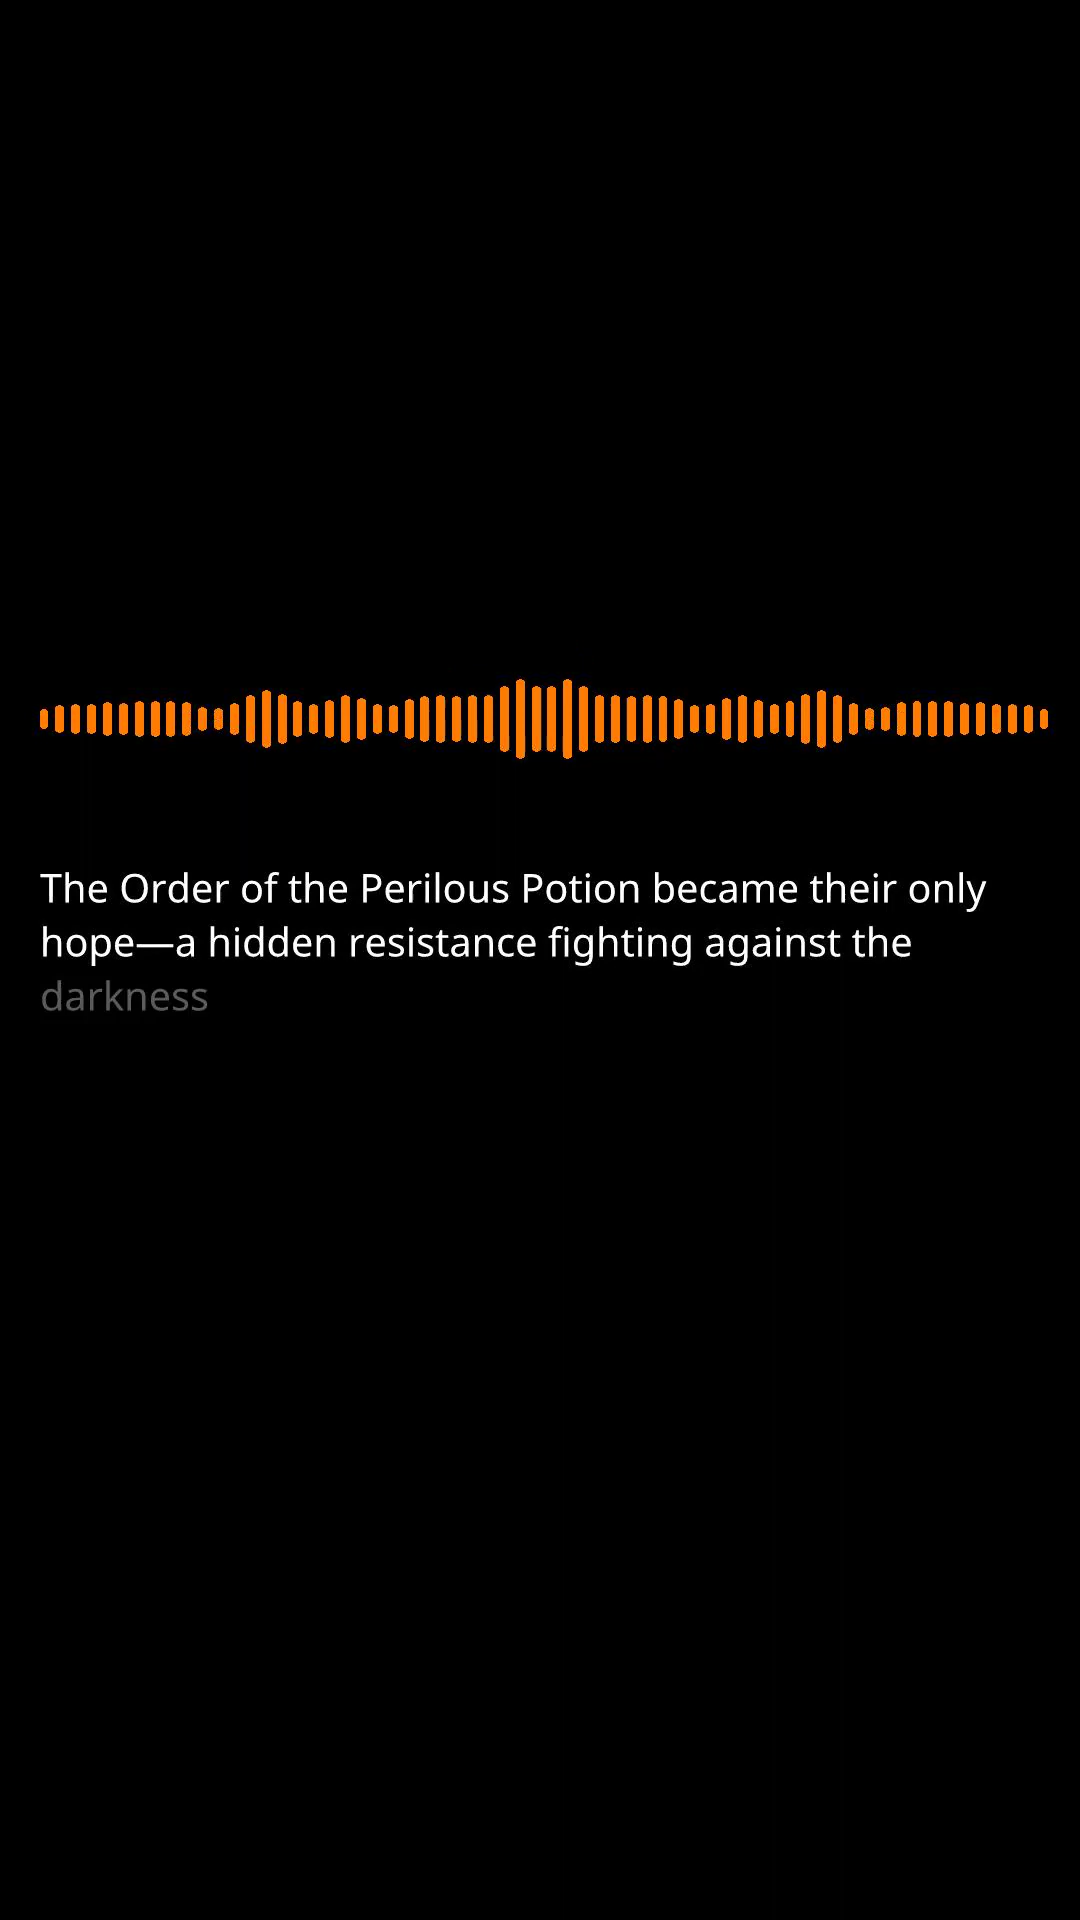 The Order of the Perilous Potion became their only
hope—a hidden resistance fighting against the
darkness